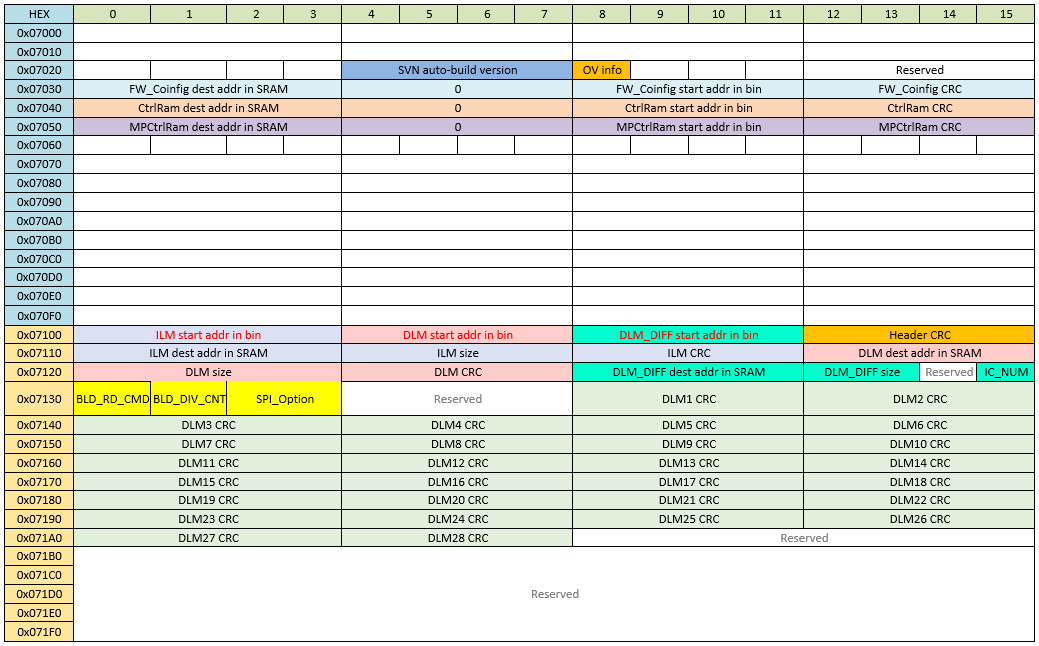 HEX 0 1 2 3 4 5 6 7 8 9 10 11 12 13 14 15
0x07000
0x07010
0x07020 SVN auto-build version OV info Reserved
0x07030 FW_Coinfig dest addr in SRAM 0 FW_Coinfig start addr in bin FW_Coinfig CRC
0x07040 CtrlRam dest addr in SRAM 0 CtrlRam start addr in bin CtrlRam CRC
0x07050 MPCtrlRam dest addr in SRAM 0 MPCtrlRam start addr in bin MPCtrlRam CRC
0x07060
0x07070
0x07080
0x07090
0x070A0
0x070B0
0x070C0
0x070D0
0x070E0
0x070F0
0x07100 ILM start addr in bin DLM start addr in bin DLM_DIFF start addr in bin Header CRC
0x07110 ILM dest addr in SRAM ILM size ILM CRC DLM dest addr in SRAM
0x07120 DLM size DLM CRC DLM_DIFF dest addr in SRAM DLM_DIFF size Reserved IC_NUM
0x07130 BLD_RD_CMD BLD_DIV_CNT SPI_Option Reserved DLM1 CRC DLM2 CRC
0x07140 DLM3 CRC DLM4 CRC DLM5 CRC DLM6 CRC
0x07150 DLM7 CRC DLM8 CRC DLM9 CRC DLM10 CRC
0x07160 DLM11 CRC DLM12 CRC DLM13 CRC DLM14 CRC
0x07170 DLM15 CRC DLM16 CRC DLM17 CRC DLM18 CRC
0x07180 DLM19 CRC DLM20 CRC DLM21 CRC DLM22 CRC
0x07190 DLM23 CRC DLM24 CRC DLM25 CRC DLM26 CRC
0x071A0 DLM27 CRC DLM28 CRC Reserved
0x071B0
0x071C0
0x071D0 Reserved
0x071E0
0x071F0